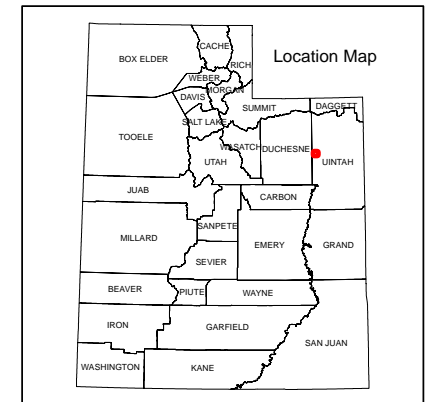 Location Map
BOX ELDER
CACHE
RICH
WEBER
MORGAN
DAVIS
SUMMIT
DAGGETT
SALT LAKE
TOOELE
WASATCH
DUCHESNE
UINTAH
UTAH
JUAB
CARBON
SANPETE
MILLARD
EMERY
GRAND
SEVIER
BEAVER
PIUTE
WAYNE
IRON
GARFIELD
SAN JUAN
WASHINGTON
KANE